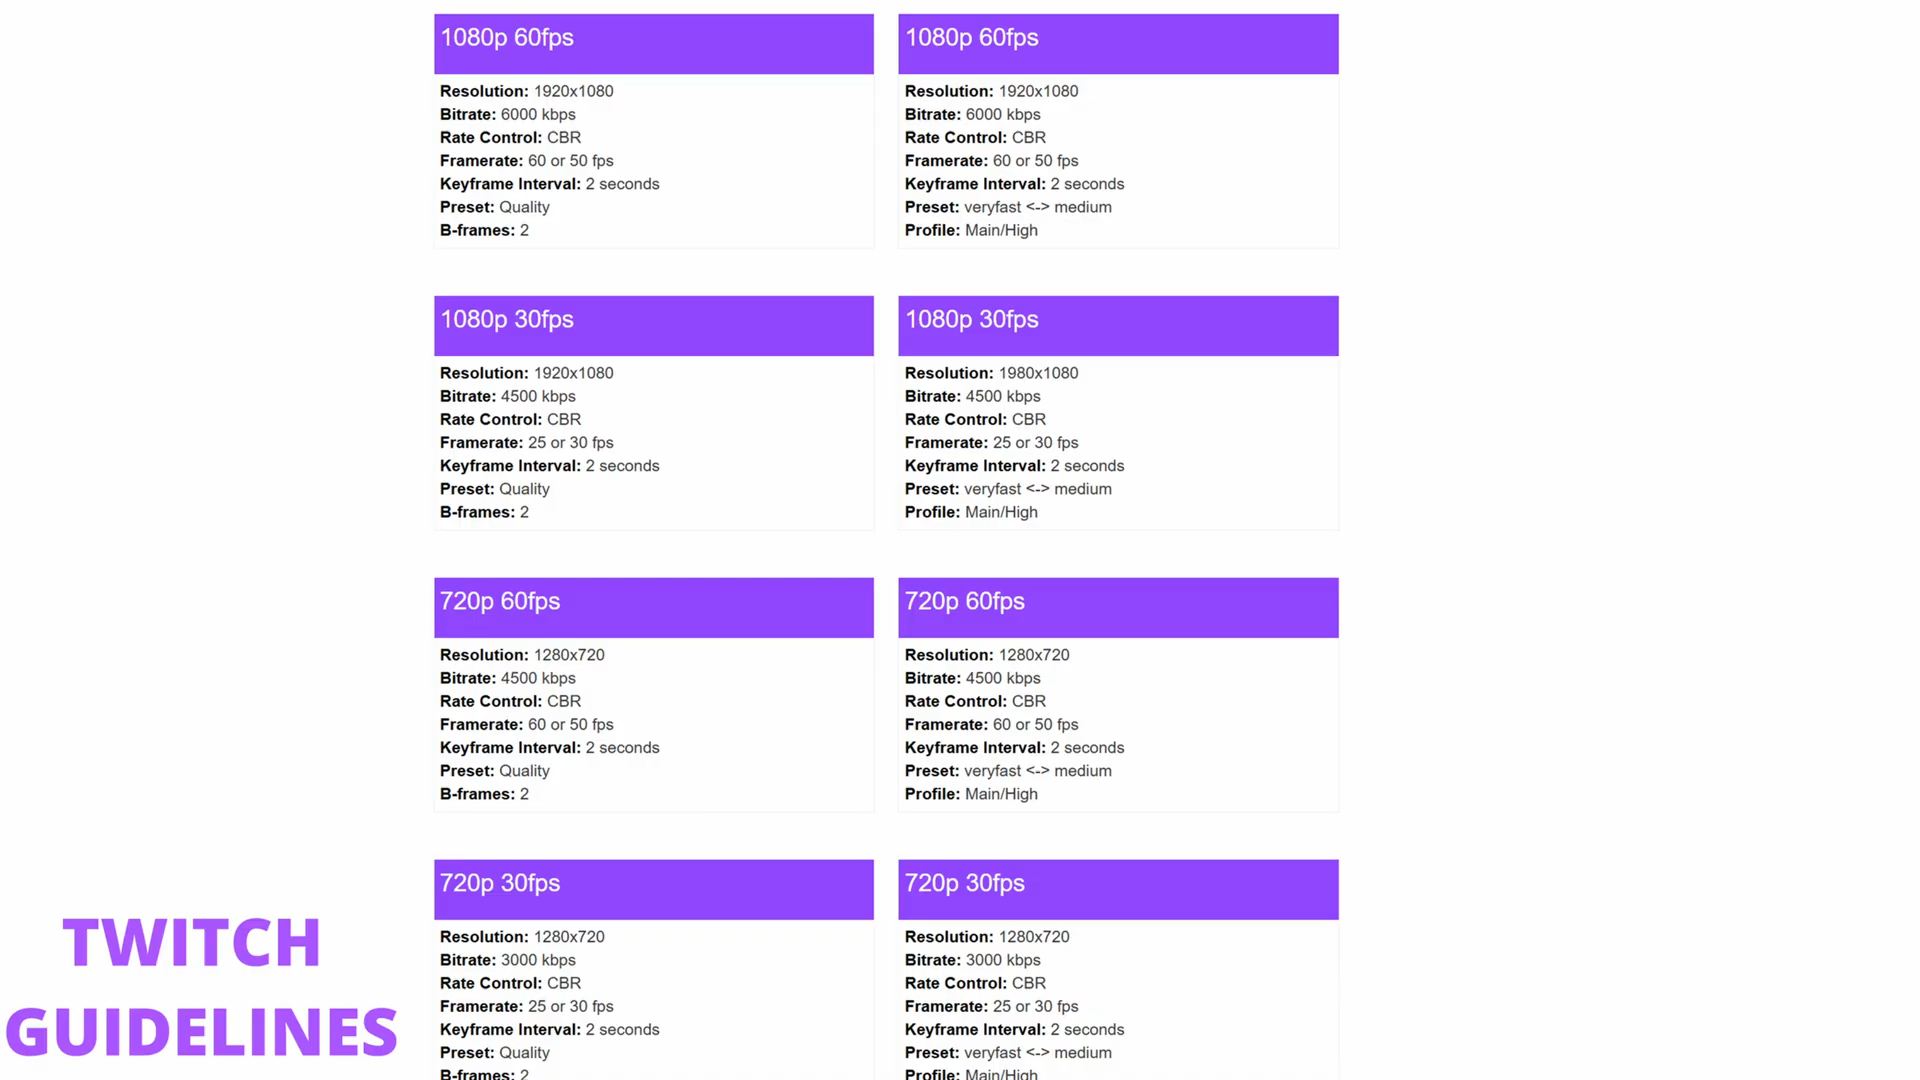 1080p 60fps
Resolution: 1920x1080
Bitrate: 6000 kbps
Rate Control: CBR
Framerate: 60 or 50 fps
Keyframe Interval: 2 seconds
Preset: Quality
B-frames: 2
1080p 60fps
Resolution: 1920x1080
Bitrate: 6000 kbps
Rate Control: CBR
Framerate: 60 or 50 fps
Keyframe Interval: 2 seconds
Preset: veryfast <-> medium
Profile: Main/High
1080p 30fps
Resolution: 1920x1080
Bitrate: 4500 kbps
Rate Control: CBR
Framerate: 25 or 30 fps
Keyframe Interval: 2 seconds
Preset: Quality
B-frames: 2
1080p 30fps
Resolution: 1980x1080
Bitrate: 4500 kbps
Rate Control: CBR
Framerate: 25 or 30 fps
Keyframe Interval: 2 seconds
Preset: veryfast <-> medium
Profile: Main/High
720p 60fps
Resolution: 1280x720
Bitrate: 4500 kbps
Rate Control: CBR
Framerate: 60 or 50 fps
Keyframe Interval: 2 seconds
Preset: Quality
B-frames: 2
720p 60fps
Resolution: 1280x720
Bitrate: 4500 kbps
Rate Control: CBR
Framerate: 60 or 50 fps
Keyframe Interval: 2 seconds
Preset: veryfast <-> medium
Profile: Main/High
720p 30fps
Resolution: 1280x720
Bitrate: 3000 kbps
Rate Control: CBR
Framerate: 25 or 30 fps
Keyframe Interval: 2 seconds
Preset: Quality
B-frames: 2
720p 30fps
Resolution: 1280x720
Bitrate: 3000 kbps
Rate Control: CBR
Framerate: 25 or 30 fps
Keyframe Interval: 2 seconds
Preset: veryfast <-> medium
Profile: Main/High
TWITCH
GUIDELINES